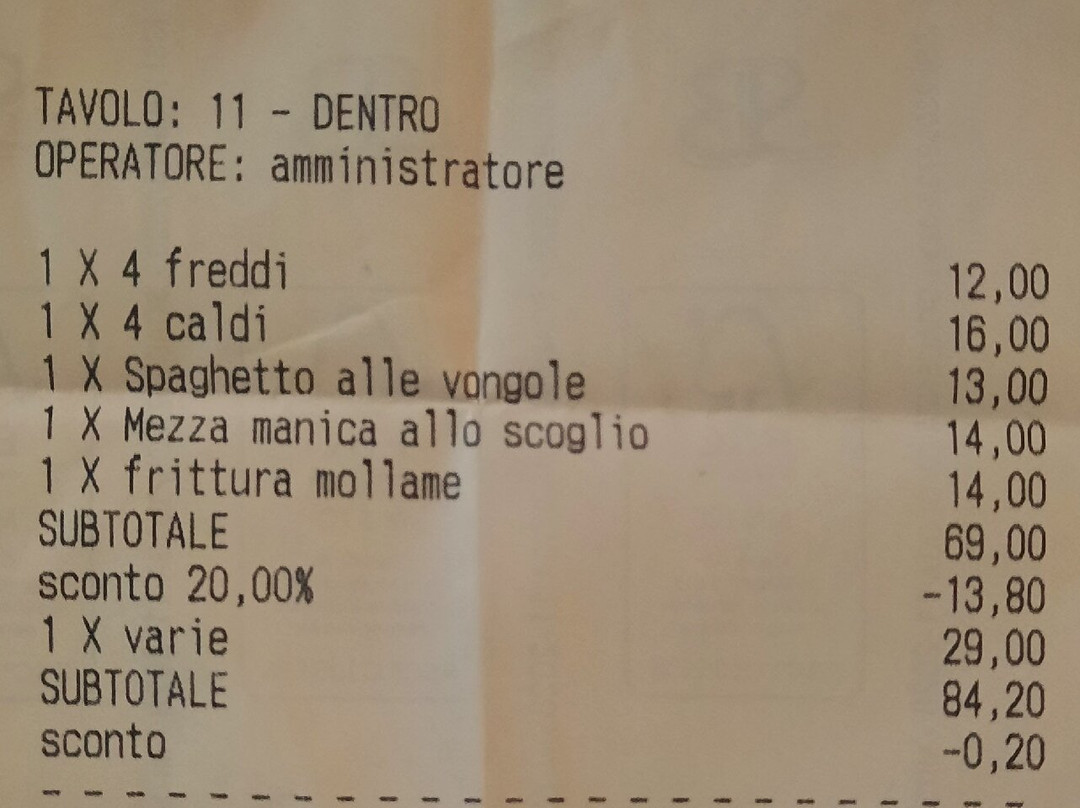 TAVOLO: 11 - DENTRO
OPERATORE: amministratore
1 X 4 freddi 12,00
1 X 4 caldi 16,00
1 X Spaghetto alle vongole 13,00
1 X Mezza manica allo scoglio 14,00
1 X frittura mollame 14,00
SUBTOTALE 69,00
sconto 20,00% -13,80
1 X varie 29,00
SUBTOTALE 84,20
sconto -0,20